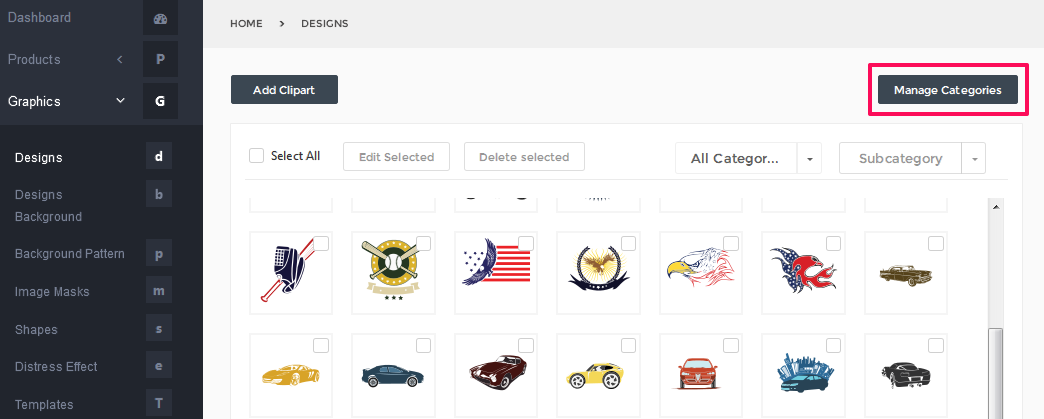 Dashboard
Products
P
Graphics
G
Designs
d
Designs
Background
b
Background Pattern
p
Image Masks
m
Shapes
s
Distress Effect
e
Templates
T
HOME > DESIGNS
Add Clipart
Manage Categories
Select All
Edit Selected
Delete selected
All Categor...
Subcategory